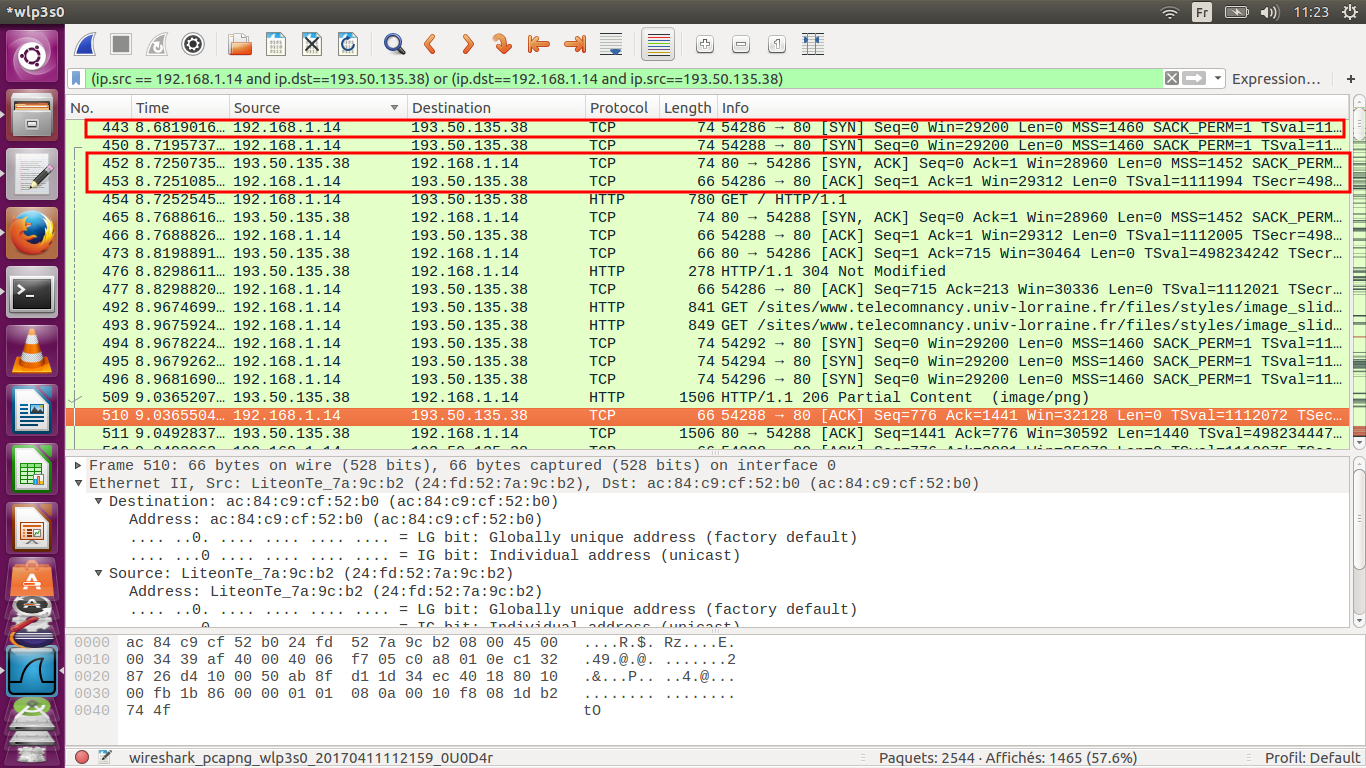 *wlp3s0
Fr
11:23
(ip.src == 192.168.1.14 and ip.dst==193.50.135.38) or (ip.dst==192.168.1.14 and ip.src==193.50.135.38)
Expression… +
No. Time Source Destination Protocol Length Info
443 8.6819016… 192.168.1.14 193.50.135.38 TCP 74 54286 → 80 [SYN] Seq=0 Win=29200 Len=0 MSS=1460 SACK_PERM=1 TSval=11…
450 8.7195737… 192.168.1.14 193.50.135.38 TCP 74 54288 → 80 [SYN] Seq=0 Win=29200 Len=0 MSS=1460 SACK_PERM=1 TSval=11…
452 8.7250735… 193.50.135.38 192.168.1.14 TCP 74 80 → 54286 [SYN, ACK] Seq=0 Ack=1 Win=28960 Len=0 MSS=1452 SACK_PERM…
453 8.7251085… 192.168.1.14 193.50.135.38 TCP 66 54286 → 80 [ACK] Seq=1 Ack=1 Win=29312 Len=0 TSval=1111994 TSecr=498…
454 8.7252545… 192.168.1.14 193.50.135.38 HTTP 780 GET / HTTP/1.1
465 8.7688616… 193.50.135.38 192.168.1.14 TCP 74 80 → 54288 [SYN, ACK] Seq=0 Ack=1 Win=28960 Len=0 MSS=1452 SACK_PERM…
466 8.7688826… 192.168.1.14 193.50.135.38 TCP 66 54288 → 80 [ACK] Seq=1 Ack=1 Win=29312 Len=0 TSval=1112005 TSecr=498…
473 8.8198891… 193.50.135.38 192.168.1.14 TCP 66 80 → 54286 [ACK] Seq=1 Ack=715 Win=30464 Len=0 TSval=498234242 TSecr…
476 8.8298611… 193.50.135.38 192.168.1.14 HTTP 278 HTTP/1.1 304 Not Modified
477 8.8298820… 192.168.1.14 193.50.135.38 TCP 66 54286 → 80 [ACK] Seq=715 Ack=213 Win=30336 Len=0 TSval=1112021 TSecr…
492 8.9674699… 192.168.1.14 193.50.135.38 HTTP 841 GET /sites/www.telecomnancy.univ-lorraine.fr/files/styles/image_slid…
493 8.9675924… 192.168.1.14 193.50.135.38 HTTP 849 GET /sites/www.telecomnancy.univ-lorraine.fr/files/styles/image_slid…
494 8.9678224… 192.168.1.14 193.50.135.38 TCP 74 54292 → 80 [SYN] Seq=0 Win=29200 Len=0 MSS=1460 SACK_PERM=1 TSval=11…
495 8.9679262… 192.168.1.14 193.50.135.38 TCP 74 54294 → 80 [SYN] Seq=0 Win=29200 Len=0 MSS=1460 SACK_PERM=1 TSval=11…
496 8.9681690… 192.168.1.14 193.50.135.38 TCP 74 54296 → 80 [SYN] Seq=0 Win=29200 Len=0 MSS=1460 SACK_PERM=1 TSval=11…
509 9.0365207… 193.50.135.38 192.168.1.14 HTTP 1506 HTTP/1.1 206 Partial Content (image/png)
510 9.0365504… 192.168.1.14 193.50.135.38 TCP 66 54288 → 80 [ACK] Seq=776 Ack=1441 Win=32128 Len=0 TSval=1112072 TSec…
511 9.0492837… 193.50.135.38 192.168.1.14 TCP 1506 80 → 54288 [ACK] Seq=1441 Ack=776 Win=30592 Len=1440 TSval=498234447…
Frame 510: 66 bytes on wire (528 bits), 66 bytes captured (528 bits) on interface 0
Ethernet II, Src: LiteonTe_7a:9c:b2 (24:fd:52:7a:9c:b2), Dst: ac:84:c9:cf:52:b0 (ac:84:c9:cf:52:b0)
Destination: ac:84:c9:cf:52:b0 (ac:84:c9:cf:52:b0)
Address: ac:84:c9:cf:52:b0 (ac:84:c9:cf:52:b0)
.... ..0. .... .... .... .... = LG bit: Globally unique address (factory default)
.... ...0 .... .... .... .... = IG bit: Individual address (unicast)
Source: LiteonTe_7a:9c:b2 (24:fd:52:7a:9c:b2)
Address: LiteonTe_7a:9c:b2 (24:fd:52:7a:9c:b2)
.... ..0. .... .... .... .... = LG bit: Globally unique address (factory default)
.... ...0 .... .... .... .... = IG bit: Individual address (unicast)
0000 ac 84 c9 cf 52 b0 24 fd 52 7a 9c b2 08 00 45 00 ....R.$. Rz....E.
0010 00 34 39 af 40 00 40 06 f7 05 c0 a8 01 0e c1 32 .49.@.@. .......2
0020 87 26 d4 10 00 50 ab 8f d1 1d 34 ec 40 18 80 10 .&...P.. ..4.@...
0030 00 fb 1b 86 00 00 01 01 08 0a 00 10 f8 08 1d b2 ........ ........
0040 74 4f tO
wireshark_pcapng_wlp3s0_20170411112159_0U0D4r
Paquets: 2544 · Affichés: 1465 (57.6%)
Profil: Default